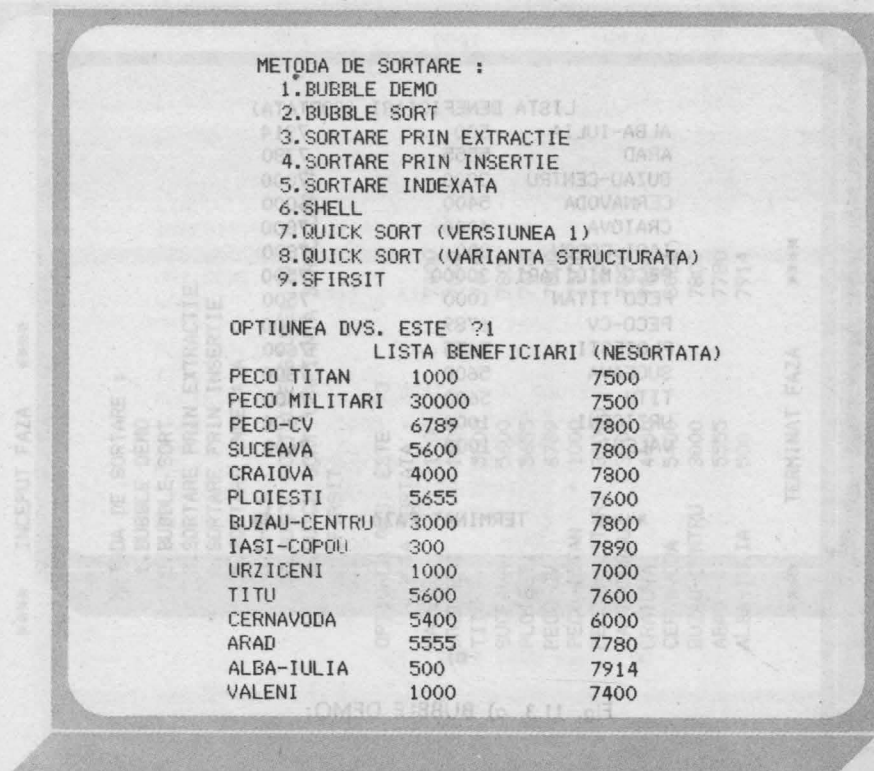 METODA DE SORTARE :
1.BUBBLE DEMO
2.BUBBLE SORT
3.SORTARE PRIN EXTRACTIE
4.SORTARE PRIN INSERTIE
5.SORTARE INDEXATA
6.SHELL
7.QUICK SORT (VERSIUNEA 1)
8.QUICK SORT (VARIANTA STRUCTURATA)
9.SFIRSIT
OPTIUNEA DVS. ESTE ?1
LISTA BENEFICIARI (NESORTATA)
PECO TITAN 1000 7500
PECO MILITARI 30000 7500
PECO-CV 6789 7800
SUCEAVA 5600 7800
CRAIOVA 4000 7800
PLOIESTI 5655 7600
BUZAU-CENTRU 3000 7800
IASI-COPOU 300 7890
URZICENI 1000 7000
TITU 5600 7600
CERNAVODA 5400 6000
ARAD 5555 7780
ALBA-IULIA 500 7914
VALENI 1000 7400